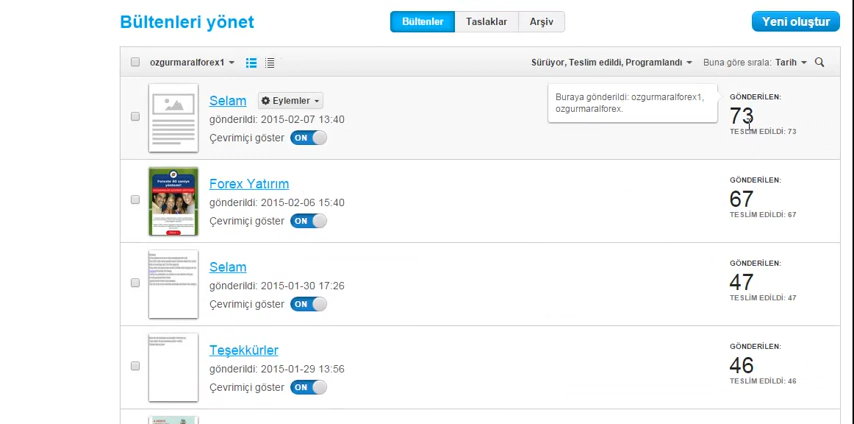 Bültenleri yönet
Bültenler Taslaklar Arşiv
Yeni oluştur
ozgurmaralforex1
Sürüyor, Teslim edildi, Programlandı Buna göre sırala: Tarih
Selam Eylemler
gönderildi: 2015-02-07 13:40
Çevrimiçi göster ON
Buraya gönderildi: ozgurmaralforex1,
ozgurmaralforex.
GÖNDERİLEN:
73
TESLİM EDİLDİ: 73
Forex Yatırım
gönderildi: 2015-02-06 15:40
Çevrimiçi göster ON
GÖNDERİLEN:
67
TESLİM EDİLDİ: 67
Selam
gönderildi: 2015-01-30 17:26
Çevrimiçi göster ON
GÖNDERİLEN:
47
TESLİM EDİLDİ: 47
Teşekkürler
gönderildi: 2015-01-29 13:56
Çevrimiçi göster ON
GÖNDERİLEN:
46
TESLİM EDİLDİ: 46